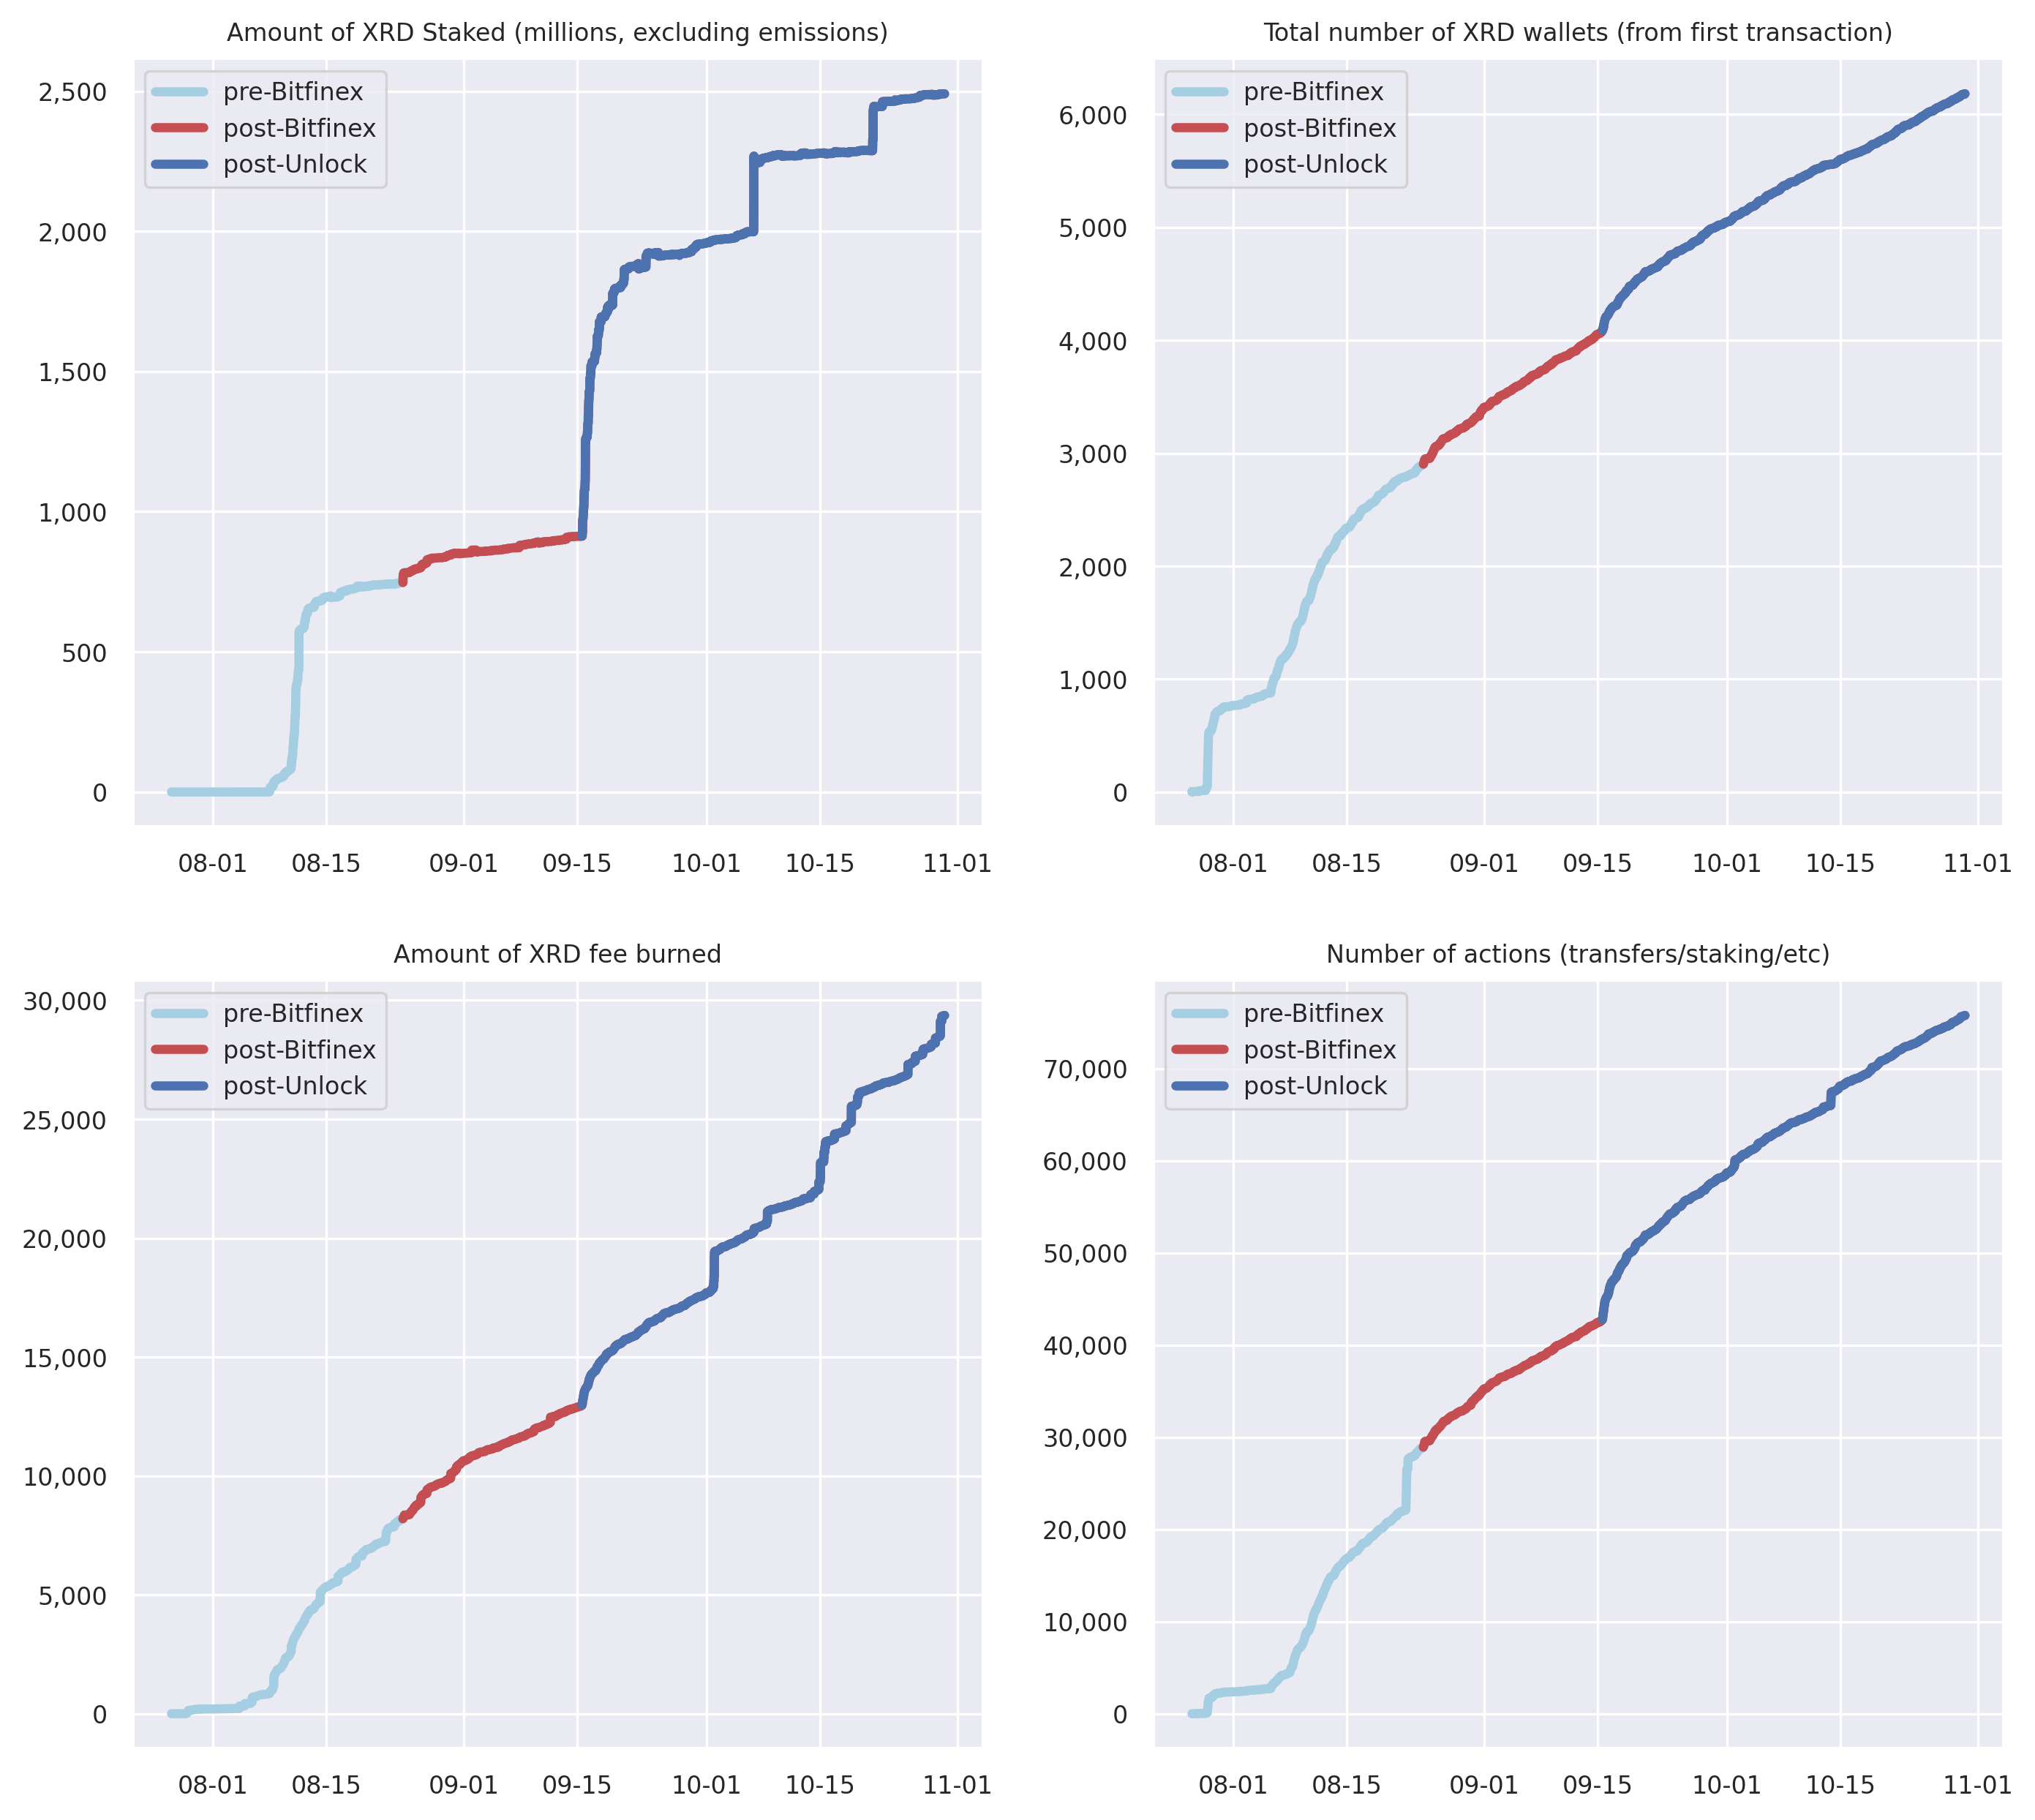 Amount of XRD Staked (millions, excluding emissions)
pre-Bitfinex
post-Bitfinex
post-Unlock
2,500
2,000
1,500
1,000
500
0
08-01 08-15 09-01 09-15 10-01 10-15 11-01
Total number of XRD wallets (from first transaction)
pre-Bitfinex
post-Bitfinex
post-Unlock
6,000
5,000
4,000
3,000
2,000
1,000
0
08-01 08-15 09-01 09-15 10-01 10-15 11-01
Amount of XRD fee burned
pre-Bitfinex
post-Bitfinex
post-Unlock
30,000
25,000
20,000
15,000
10,000
5,000
0
08-01 08-15 09-01 09-15 10-01 10-15 11-01
Number of actions (transfers/staking/etc)
pre-Bitfinex
post-Bitfinex
post-Unlock
70,000
60,000
50,000
40,000
30,000
20,000
10,000
0
08-01 08-15 09-01 09-15 10-01 10-15 11-01